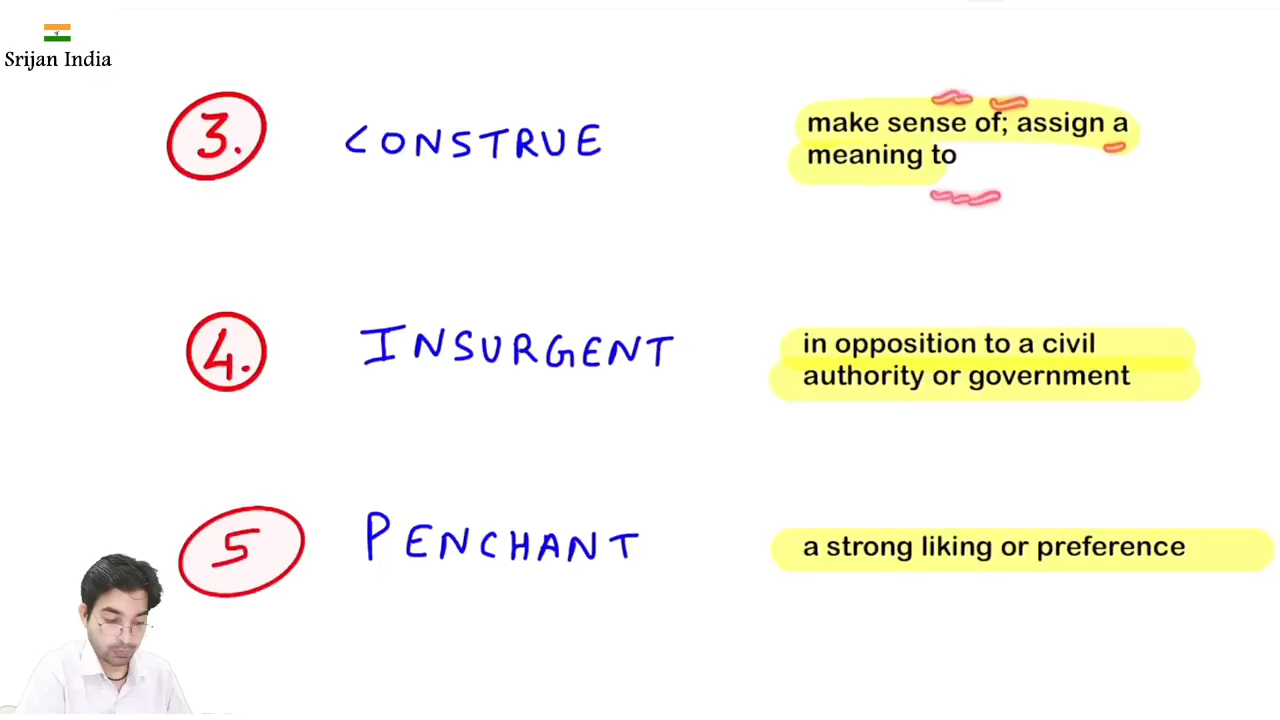 Srijan India
3. CONSTRUE
make sense of; assign a
meaning to
4. INSURGENT
in opposition to a civil
authority or government
5 PENCHANT
a strong liking or preference